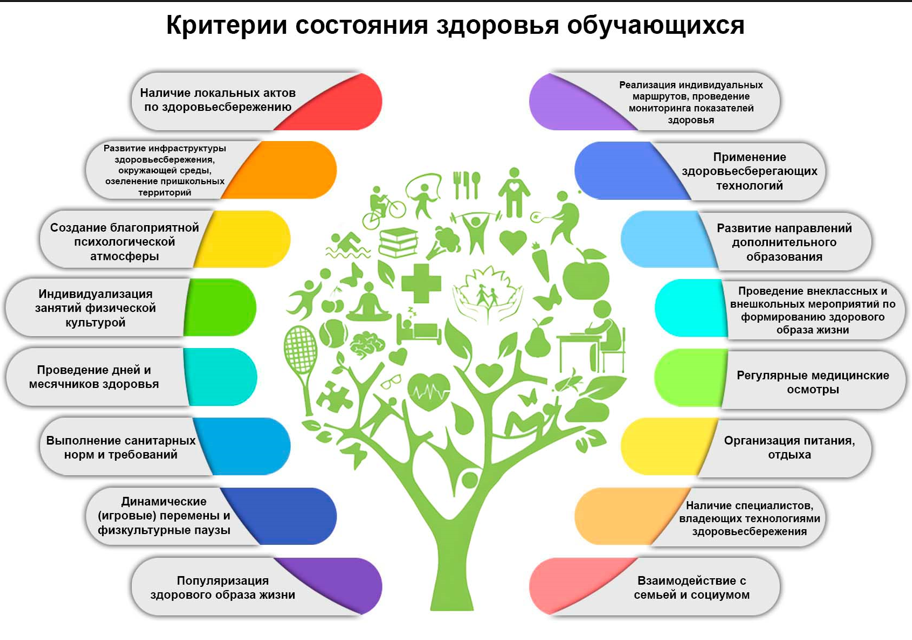 Критерии состояния здоровья обучающихся
Наличие локальных актов
по здоровьесбережению
Развитие инфраструктуры
здоровьесбережения,
окружающей среды,
озеленение пришкольных
территорий
Создание благоприятной
психологической
атмосферы
Индивидуализация
занятий физической
культурой
Проведение дней и
месячников здоровья
Выполнение санитарных
норм и требований
Динамические
(игровые) перемены и
физкультурные паузы
Популяризация
здорового образа жизни
Реализация индивидуальных
маршрутов, проведение
мониторинга показателей
здоровья
Применение
здоровьесберегающих
технологий
Развитие направлений
дополнительного
образования
Проведение внеклассных и
внешкольных мероприятий по
формированию здорового
образа жизни
Регулярные медицинские
осмотры
Организация питания,
отдыха
Наличие специалистов,
владеющих технологиями
здоровьесбережения
Взаимодействие с
семьей и социумом